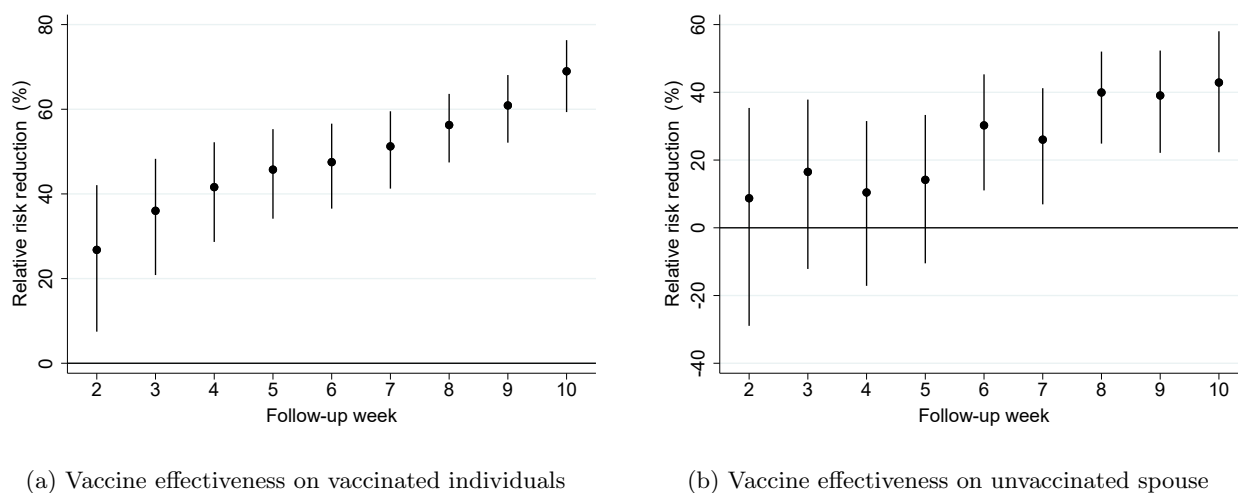 Relative risk reduction (%)
80
60
40
20
0
2 3 4 5 6 7 8 9 10
Follow-up week
(a) Vaccine effectiveness on vaccinated individuals
Relative risk reduction (%)
60
40
20
0
-20
-40
2 3 4 5 6 7 8 9 10
Follow-up week
(b) Vaccine effectiveness on unvaccinated spouse